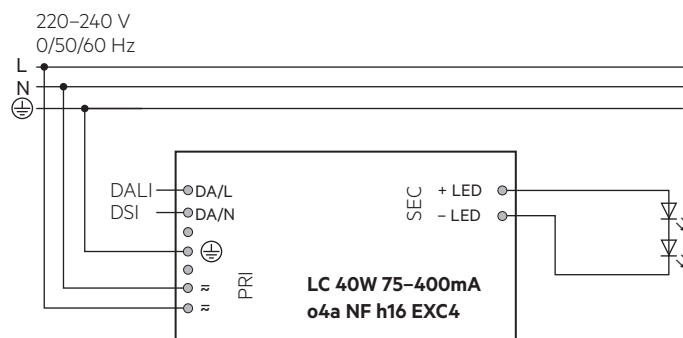 220–240 V
0/50/60 Hz
L
N
DALI
DA/L
+ LED
DSI
DA/N
– LED
SEC
PRI
≂
≂
LC 40W 75–400mA
o4a NF h16 EXC4